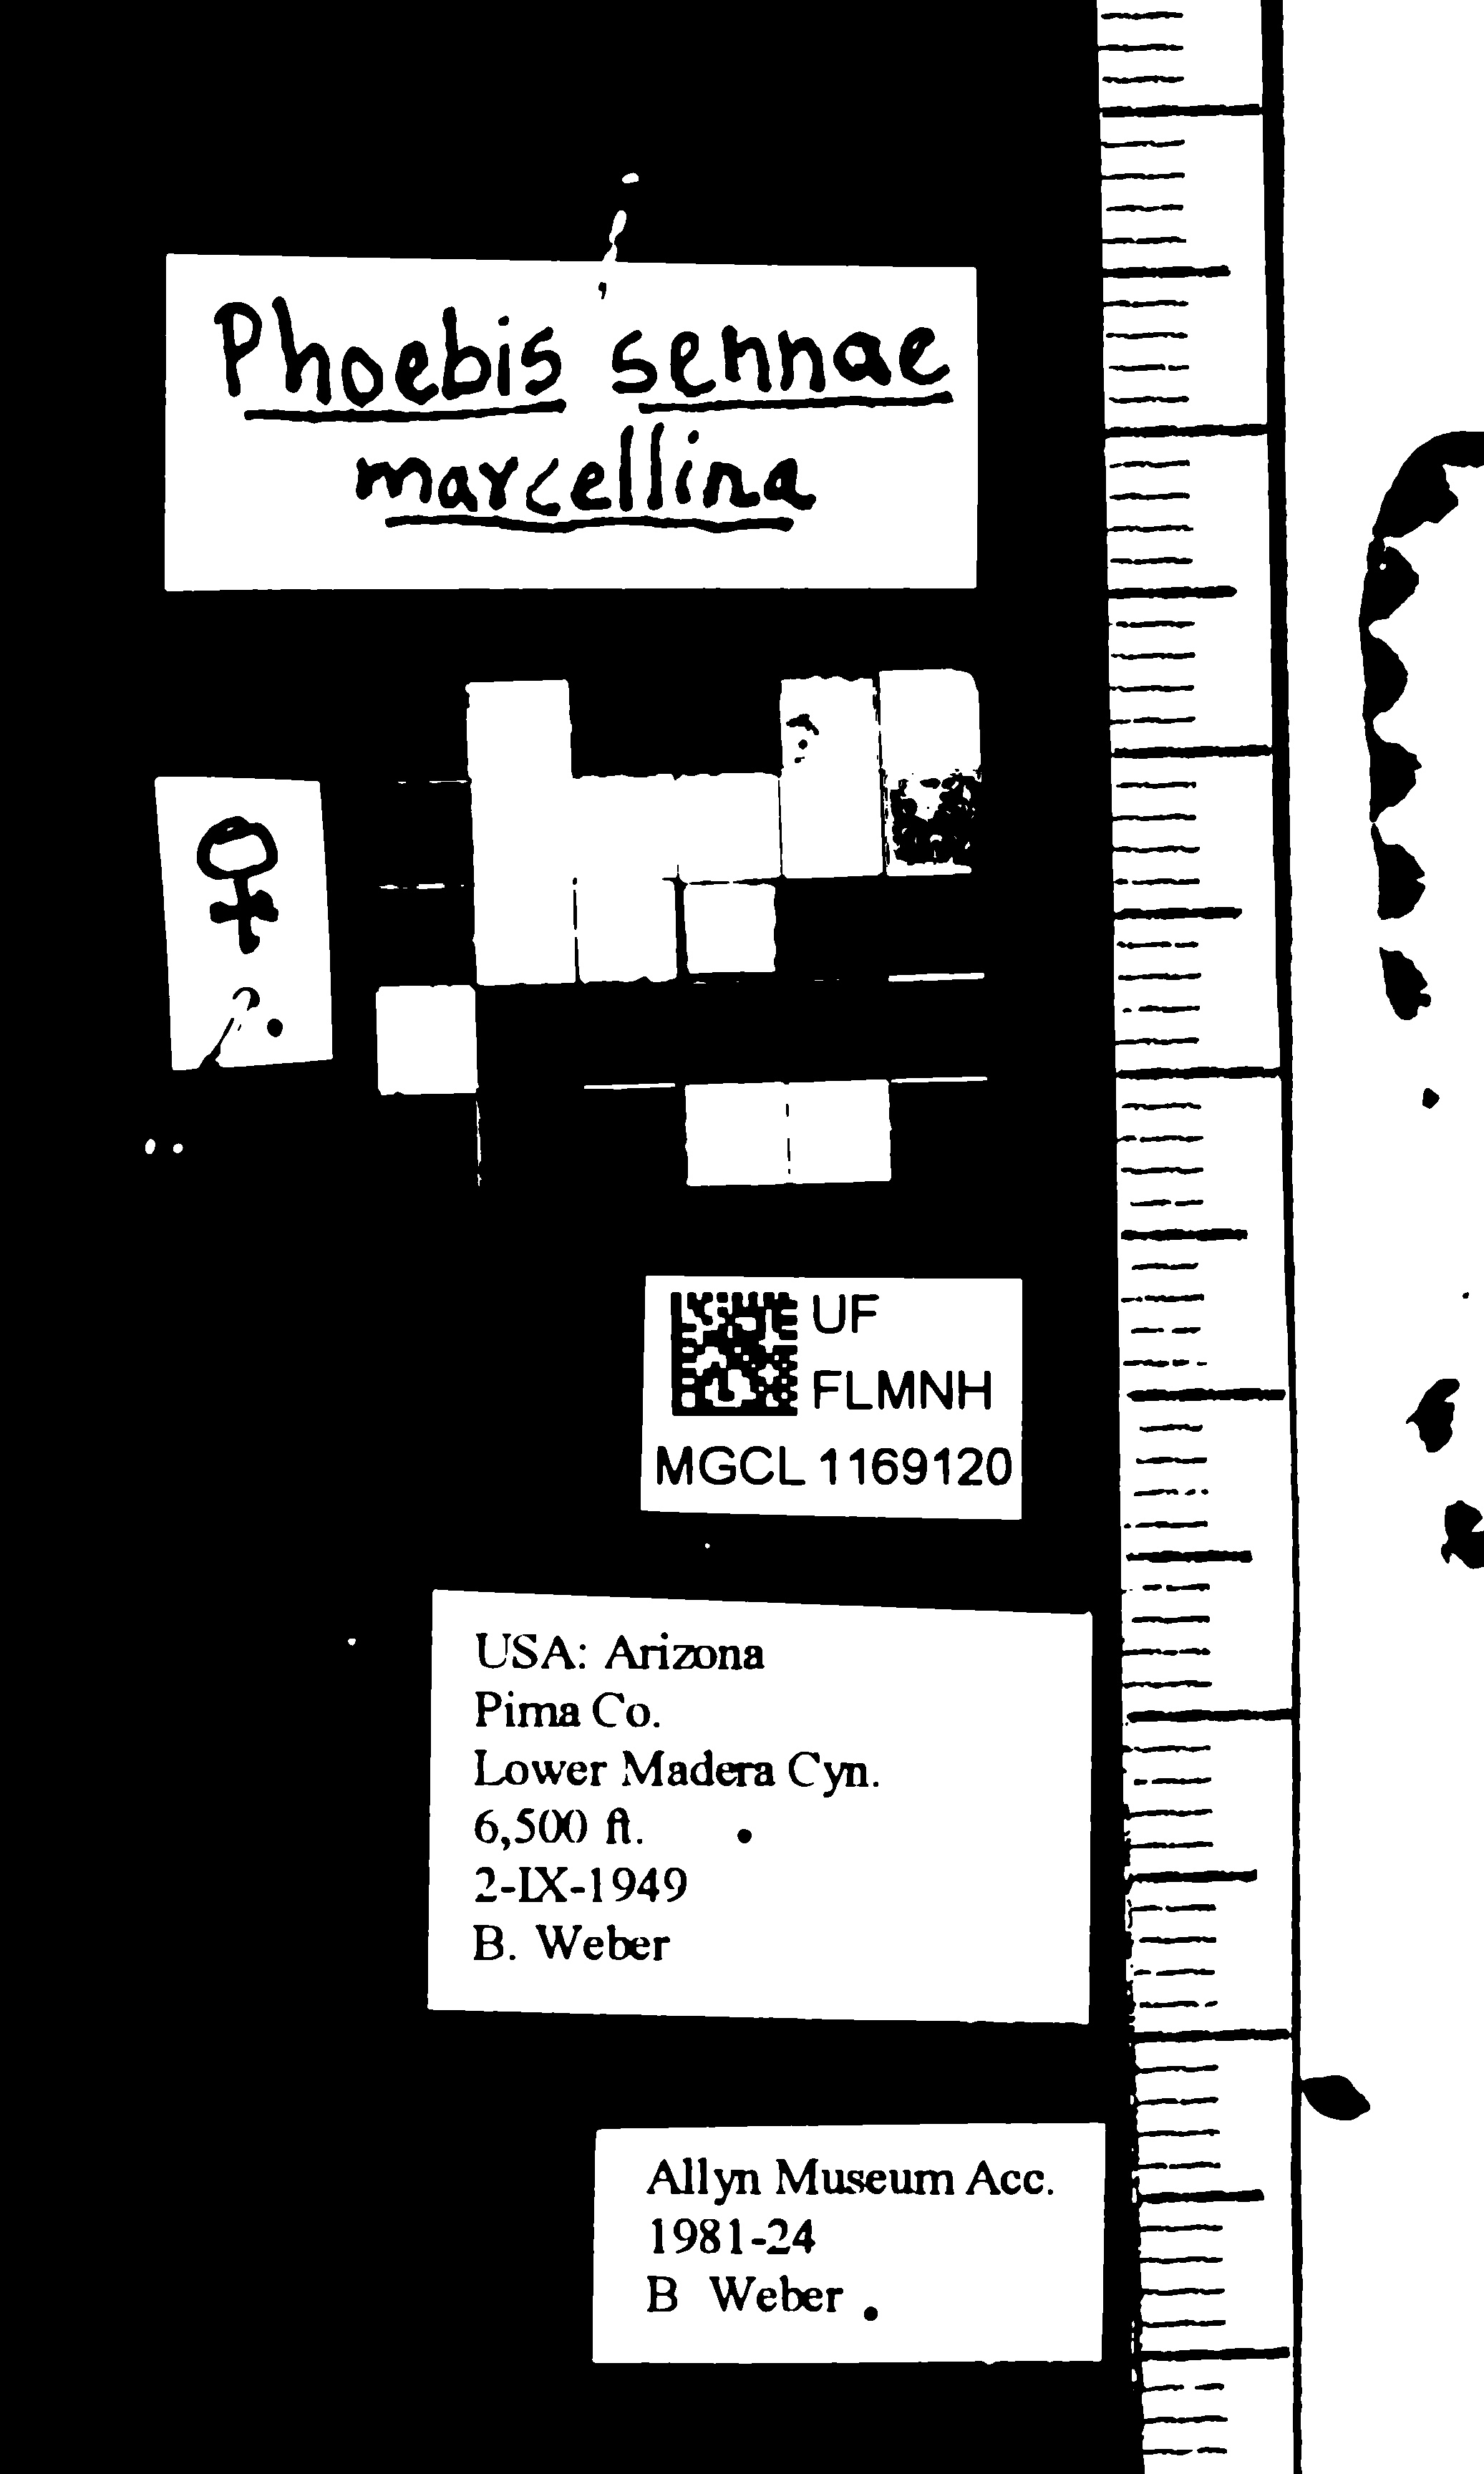 Phoebis sennae
marcellina
♀
?
UF
FLMNH
MGCL 1169120
USA: Arizona
Pima Co.
Lower Madera Cyn.
6,500 ft.
2-IX-1949
B. Weber
Allyn Museum Acc.
1981-24
B Weber